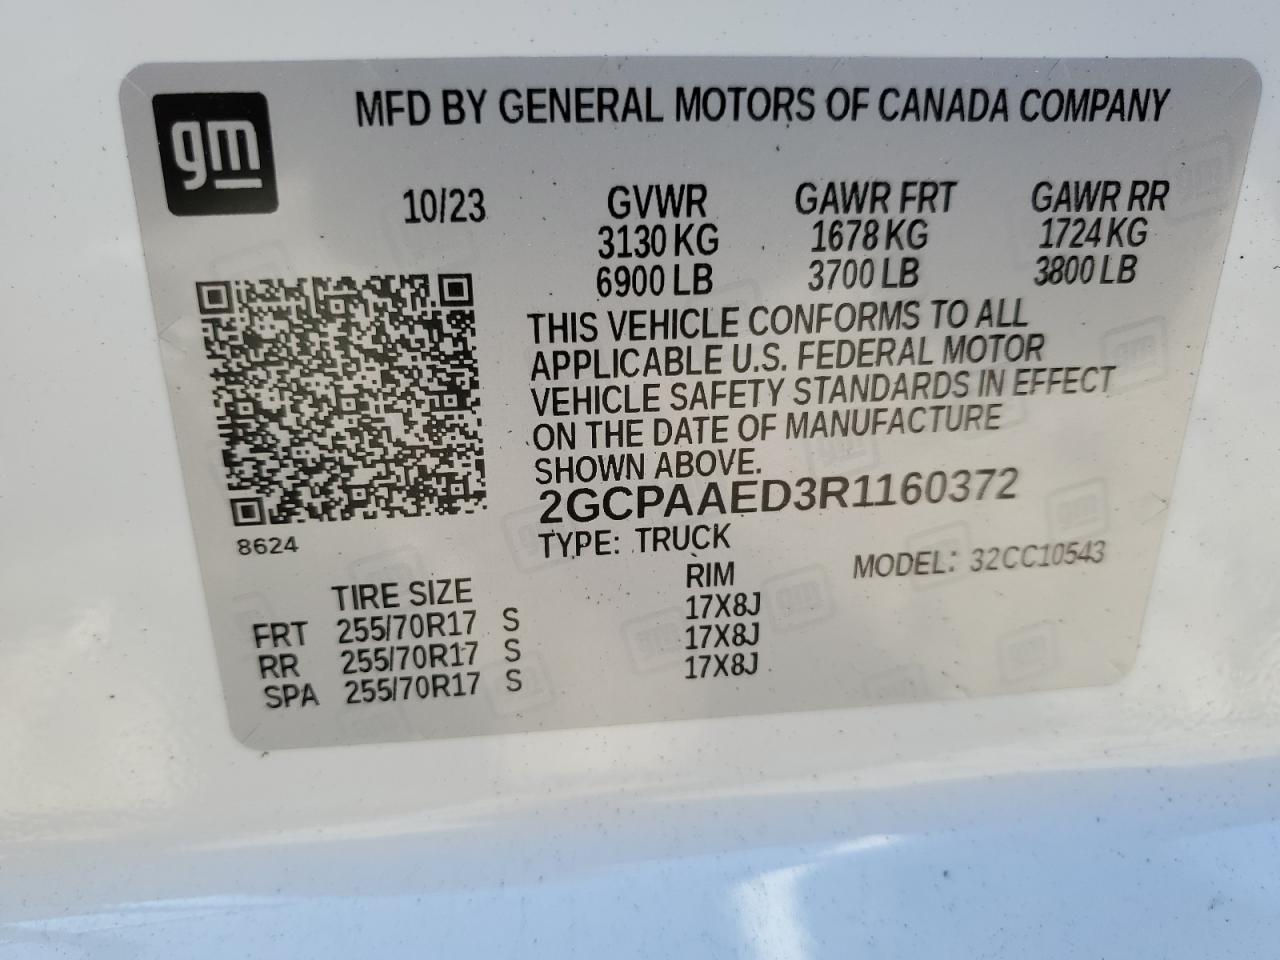 gm
MFD BY GENERAL MOTORS OF CANADA COMPANY
10/23 GVWR GAWR FRT GAWR RR
3130 KG 1678 KG 1724 KG
6900 LB 3700 LB 3800 LB
THIS VEHICLE CONFORMS TO ALL
APPLICABLE U.S. FEDERAL MOTOR
VEHICLE SAFETY STANDARDS IN EFFECT
ON THE DATE OF MANUFACTURE
SHOWN ABOVE.
2GCPAAED3R1160372
8624 TYPE: TRUCK MODEL: 32CC10543
TIRE SIZE RIM
FRT 255/70R17 S 17X8J
RR 255/70R17 S 17X8J
SPA 255/70R17 S 17X8J